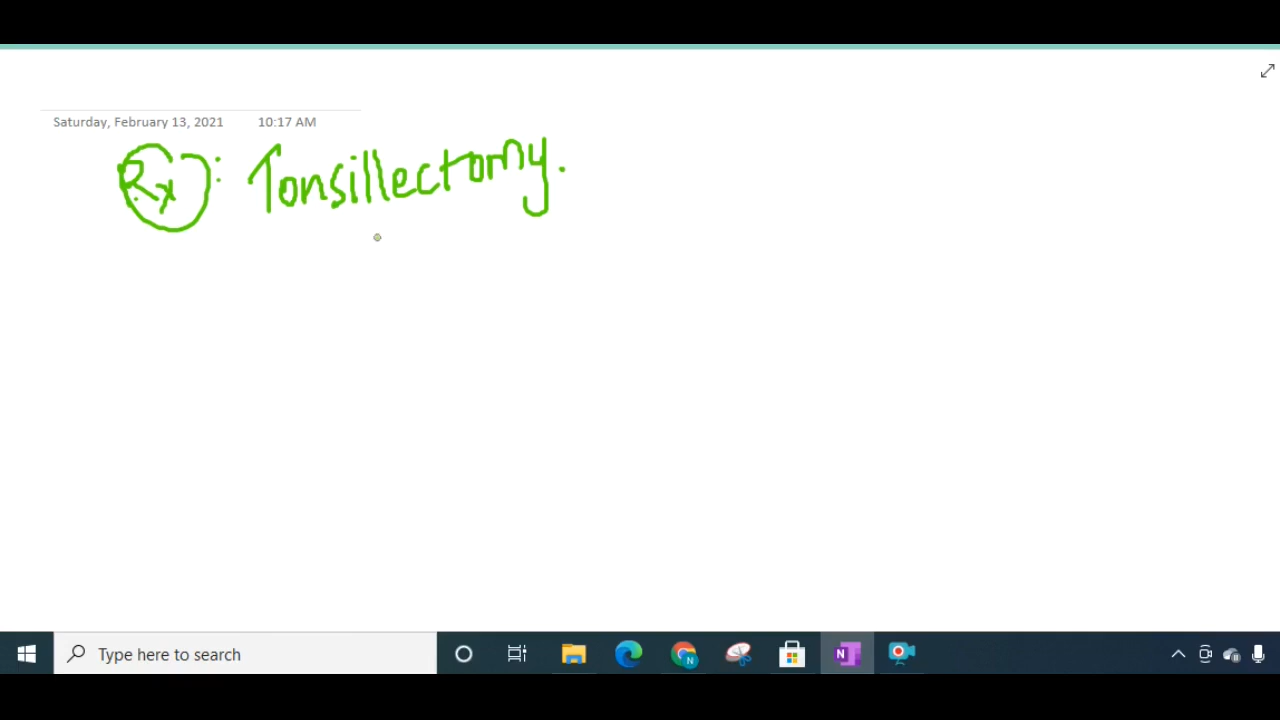 Saturday, February 13, 2021 10:17 AM
Rx: Tonsillectomy.
Type here to search